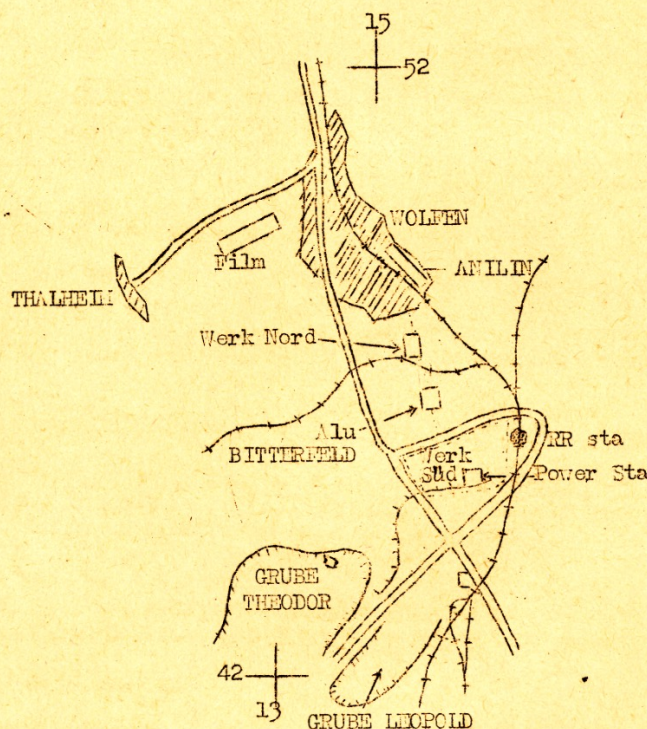 15
52
WOLFEN
Film
ANILIN
THALHEIM
Werk Nord
Alu
BITTERFELD
RR sta
Werk
Süd
Power Sta
GRUBE
THEODOR
42
13
GRUBE LEOPOLD